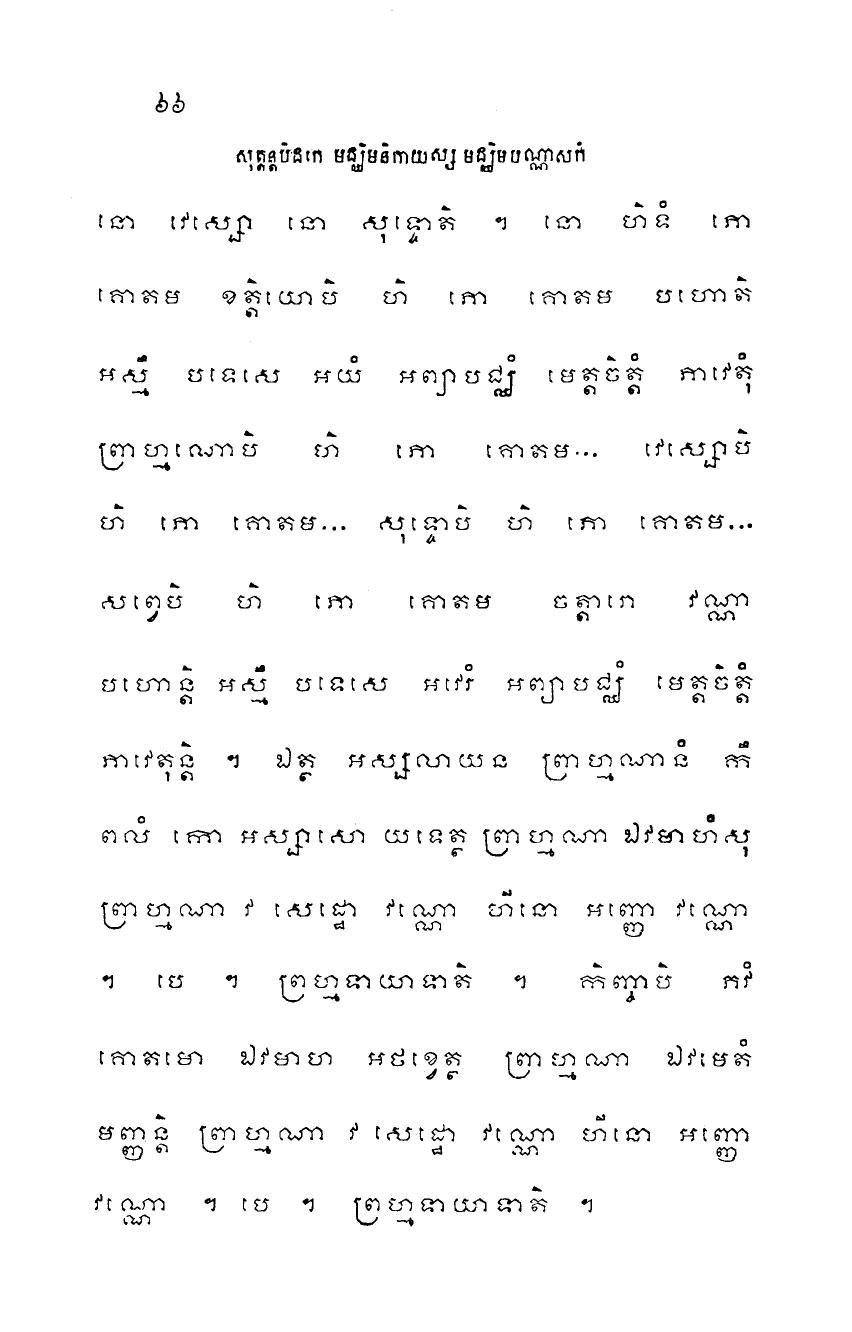 ៦៦
សុត្តន្តបិដកេ មជ្ឈិមនិកាយស្ស មជ្ឈិមបណ្ណាសកំ
នោ វេស្សោ នោ សុទ្ទោតិ ។ នោ ហិទំ ភោ
គោតម ខត្តិយោបិ ហិ ភោ គោតម បហោតិ
អស្មឹ បទេសេ អយំ អព្យាបជ្ឈំ មេត្តចិត្តំ ភាវេតុំ
ព្រាហ្មណោបិ ហិ ភោ គោតម... វេស្សោបិ
ហិ ភោ គោតម... សុទ្ទោបិ ហិ ភោ គោតម...
សព្វេបិ ហិ ភោ គោតម ចត្តារោ វណ្ណា
បហោន្តិ អស្មឹ បទេសេ អវេរំ អព្យាបជ្ឈំ មេត្តចិត្តំ
ភាវេតុន្តិ ។ ឯត្ថ អស្សលាយន ព្រាហ្មណានំ កឹ
ពលំ កោ អស្សាសោ យទេត្ថ ព្រាហ្មណា ឯវមាហំសុ
ព្រាហ្មណា វ សេដ្ឋោ វណ្ណោ ហីនោ អញ្ញោ វណ្ណោ
។ បេ ។ ព្រហ្មទាយាទាតិ ។ កិញ្ចាបិ ភវំ
គោតមោ ឯវមាហ អថខ្វេត្ថ ព្រាហ្មណា ឯវមេតំ
មញ្ញន្តិ ព្រាហ្មណា វ សេដ្ឋោ វណ្ណោ ហីនោ អញ្ញោ
វណ្ណោ ។ បេ ។ ព្រហ្មទាយាទាតិ ។